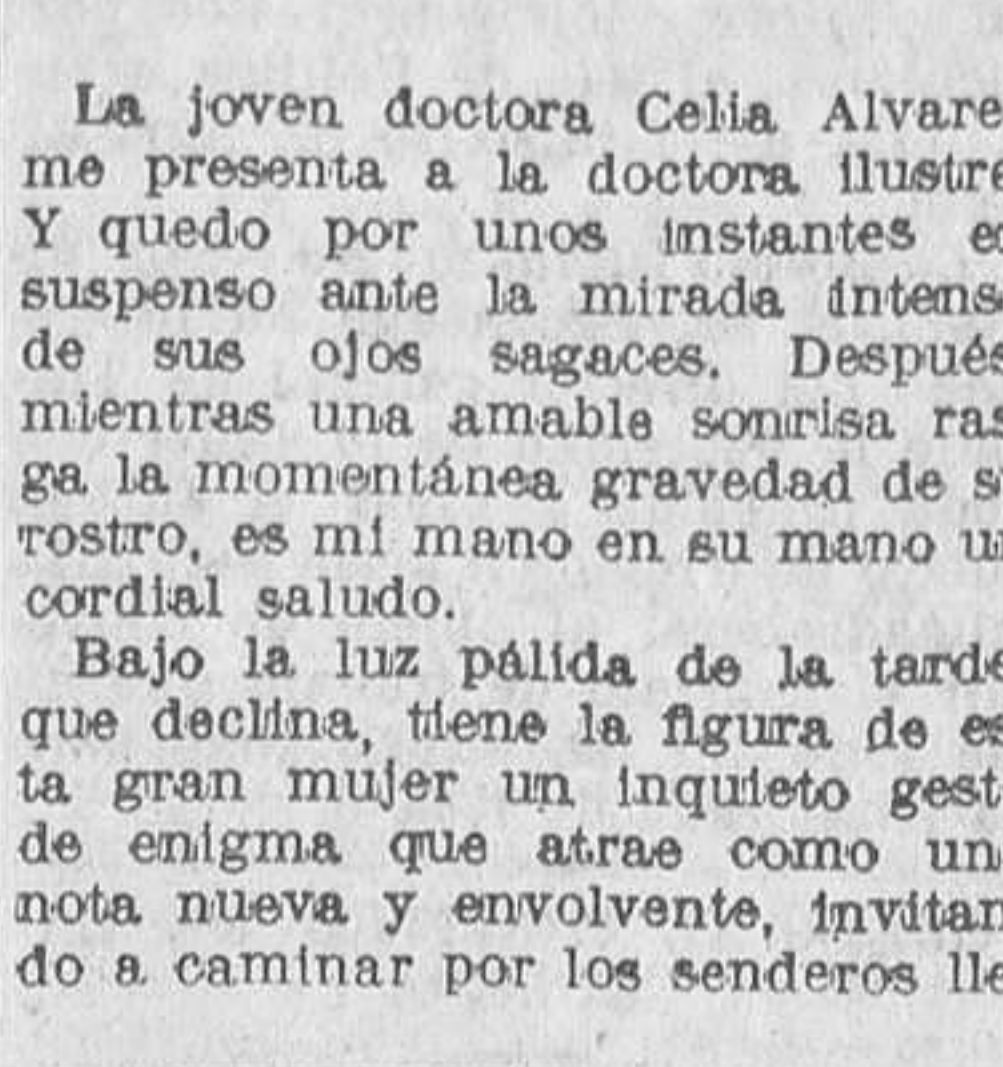 La joven doctora Celia Alvare
me presenta a la doctora ilustre
Y quedo por unos instantes e
suspenso ante la mirada intens
de sus ojos sagaces. Después
mientras una amable sonrisa ras
ga la momentánea gravedad de s
rostro, es mi mano en su mano u
cordial saludo.
Bajo la luz pálida de la tarde
que declina, tiene la figura de es
ta gran mujer un inquieto gest
de enigma que atrae como un
nota nueva y envolvente, invitan
do a caminar por los senderos lle